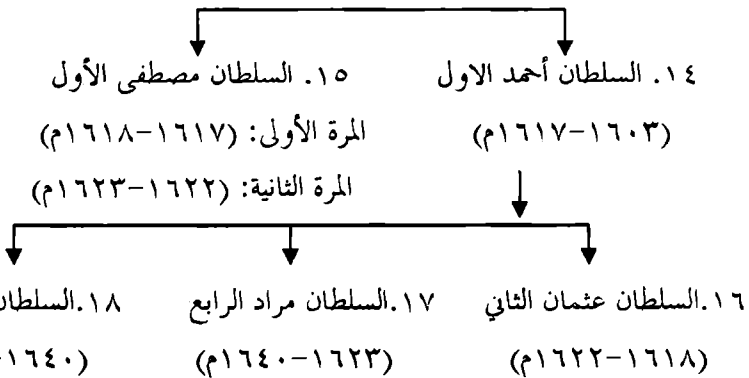 ١٤. السلطان أحمد الاول
(١٦٠٣-١٦١٧م)
١٥. السلطان مصطفى الأول
المرة الأولى: (١٦١٧-١٦١٨م)
المرة الثانية: (١٦٢٢-١٦٢٣م)
١٦.السلطان عثمان الثاني
(١٦١٨-١٦٢٢م)
١٧.السلطان مراد الرابع
(١٦٢٣-١٦٤٠م)
١٨.السلطان
(١٦٤٠-